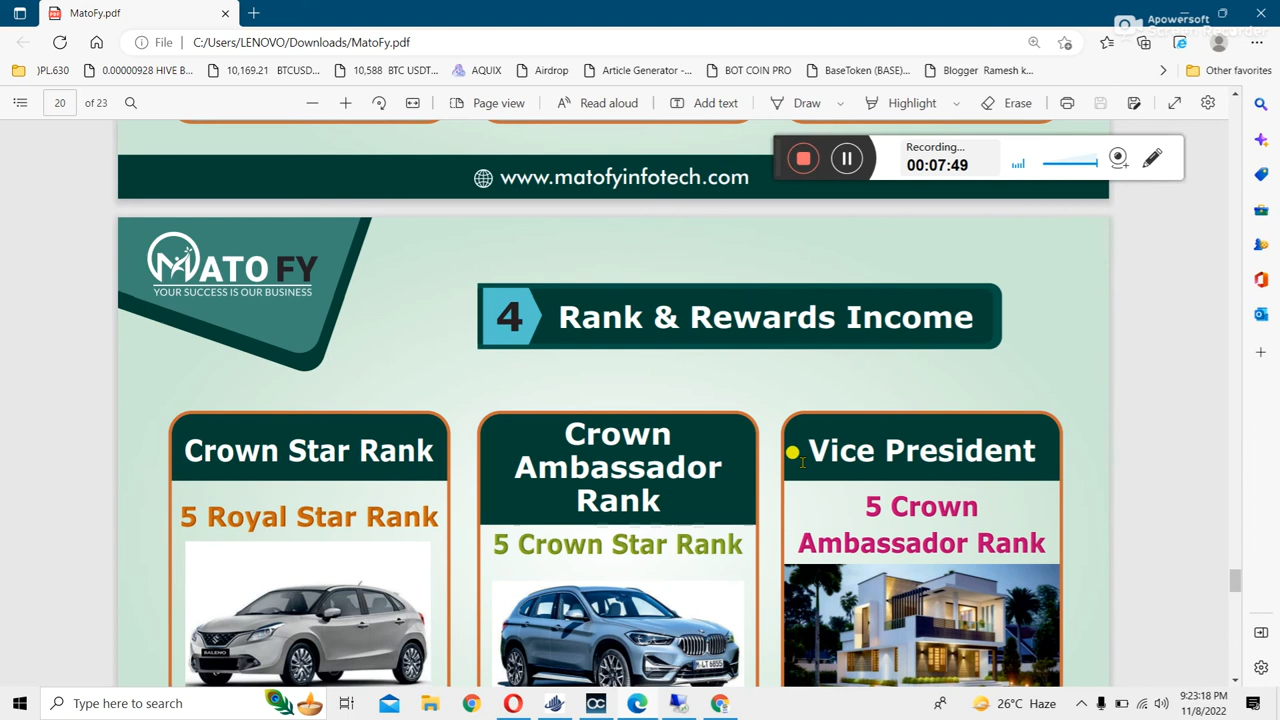 MatoFy.pdf
Apowersoft
Screen Recorder
File
C:/Users/LENOVO/Downloads/MatoFy.pdf
)PL.630
0.00000928 HIVE B...
10,169.21 BTCUSD...
10,588 BTC USDT...
AQUIX
Airdrop
Article Generator -...
BOT COIN PRO
BaseToken (BASE)...
Blogger Ramesh k...
Other favorites
20 of 23
Page view
Read aloud
Add text
Draw
Highlight
Erase
Recording...
00:07:49
www.matofyinfotech.com
MATO FY
YOUR SUCCESS IS OUR BUSINESS
4 Rank & Rewards Income
Crown Star Rank
5 Royal Star Rank
BALENO
Crown
Ambassador
Rank
5 Crown Star Rank
Vice President
5 Crown
Ambassador Rank
Type here to search
26°C Haze
9:23:18 PM
11/8/2022